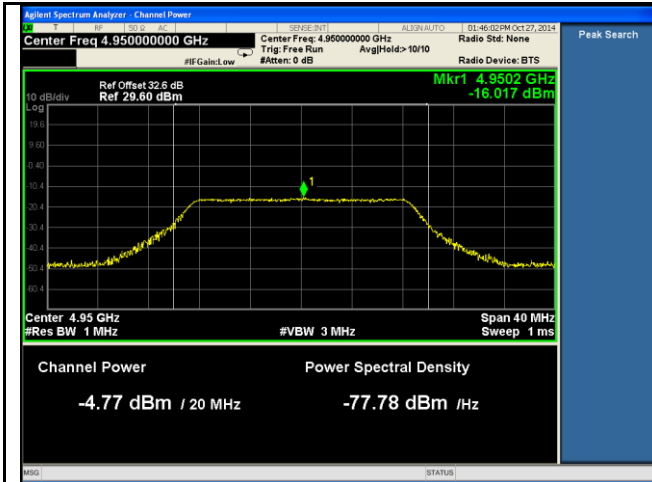 Agilent Spectrum Analyzer - Channel Power
T RF 50 Ω AC SENSE:INT ALIGN AUTO 01:46:02 PM Oct 27, 2014
Center Freq 4.950000000 GHz Center Freq: 4.950000000 GHz Radio Std: None
Trig: Free Run Avg|Hold:>10/10
#IFGain:Low #Atten: 0 dB Radio Device: BTS
Peak Search
Ref Offset 32.6 dB Mkr1 4.9502 GHz
10 dB/div Ref 29.60 dBm -16.017 dBm
Log
19.6
9.60
-0.40
-10.4
1
-20.4
-30.4
-40.4
-50.4
-60.4
Center 4.95 GHz Span 40 MHz
#Res BW 1 MHz #VBW 3 MHz Sweep 1 ms
Channel Power Power Spectral Density
-4.77 dBm / 20 MHz -77.78 dBm /Hz
MSG STATUS